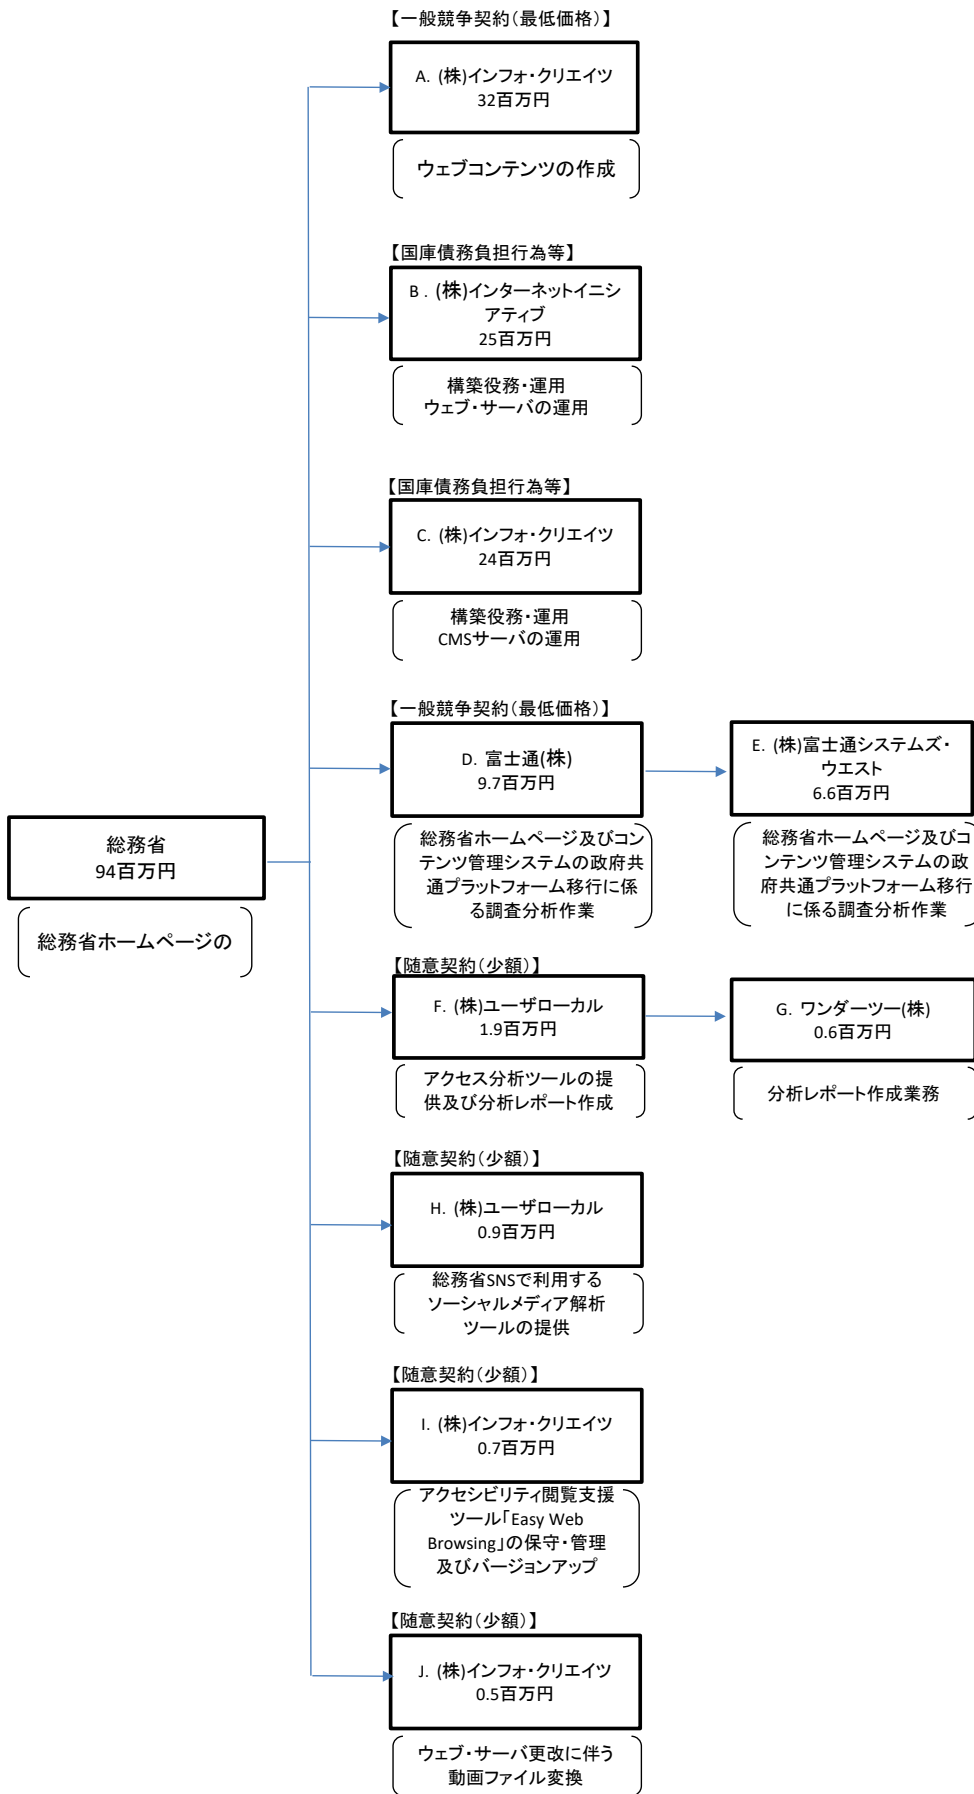 【一般競争契約(最低価格)】
A. (株)インフォ・クリエイツ
32百万円
ウェブコンテンツの作成
【国庫債務負担行為等】
B . (株)インターネットイニシ
アティブ
25百万円
構築役務・運用
ウェブ・サーバの運用
【国庫債務負担行為等】
C. (株)インフォ・クリエイツ
24百万円
構築役務・運用
CMSサーバの運用
【一般競争契約(最低価格)】
D. 富士通(株)
9.7百万円
総務省ホームページ及びコン
テンツ管理システムの政府共
通プラットフォーム移行に係
る調査分析作業
E. (株)富士通システムズ・
ウエスト
6.6百万円
総務省ホームページ及びコ
ンテンツ管理システムの政
府共通プラットフォーム移行
に係る調査分析作業
総務省
94百万円
総務省ホームページの
【随意契約(少額)】
F. (株)ユーザローカル
1.9百万円
アクセス分析ツールの提
供及び分析レポート作成
G. ワンダーツー(株)
0.6百万円
分析レポート作成業務
【随意契約(少額)】
H. (株)ユーザローカル
0.9百万円
総務省SNSで利用する
ソーシャルメディア解析
ツールの提供
【随意契約(少額)】
I. (株)インフォ・クリエイツ
0.7百万円
アクセシビリティ閲覧支援
ツール「Easy Web
Browsing」の保守・管理
及びバージョンアップ
【随意契約(少額)】
J. (株)インフォ・クリエイツ
0.5百万円
ウェブ・サーバ更改に伴う
動画ファイル変換